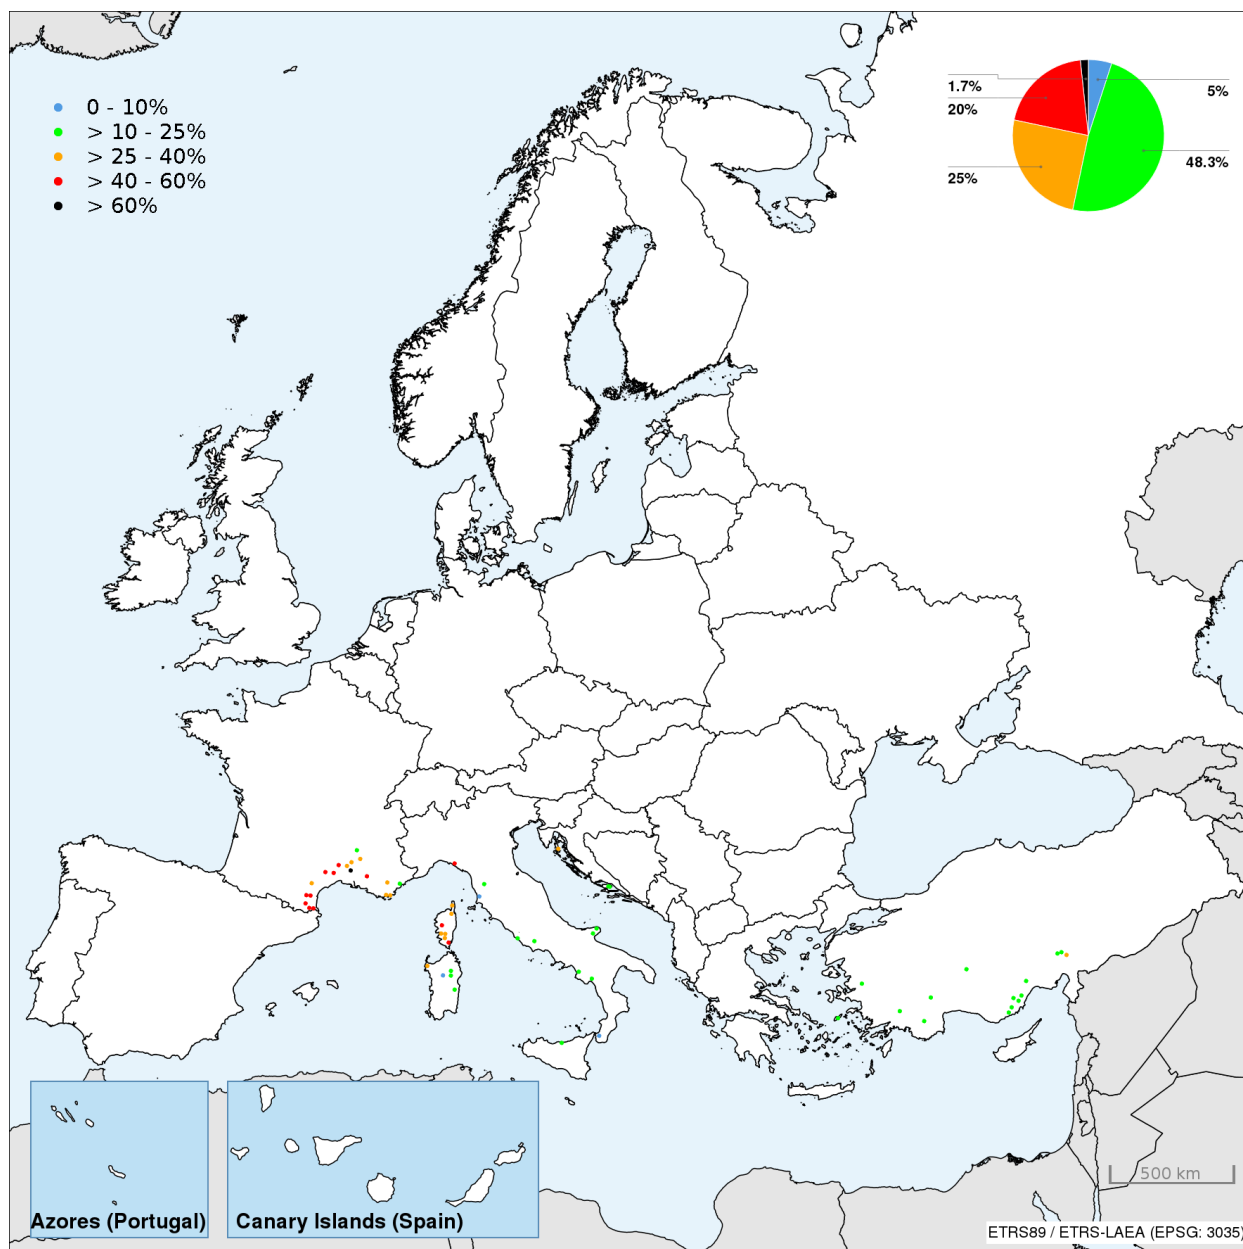 0 - 10%
> 10 - 25%
> 25 - 40%
> 40 - 60%
> 60%
1.7%
20%
25%
5%
48.3%
500 km
Azores (Portugal)
Canary Islands (Spain)
ETRS89 / ETRS-LAEA (EPSG: 3035)